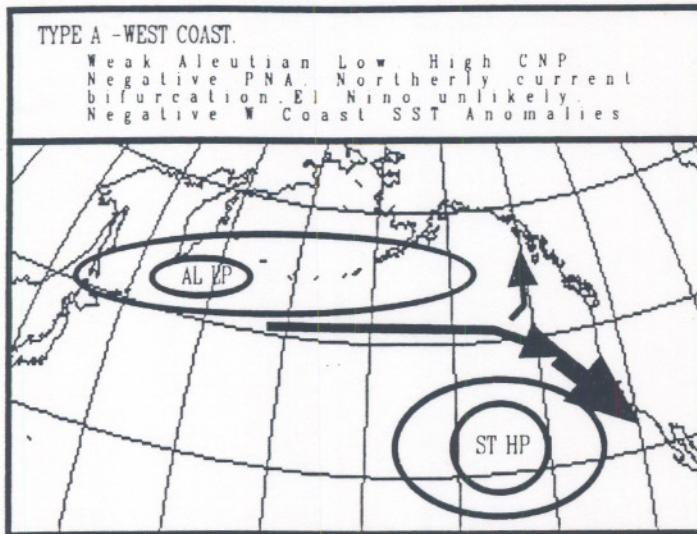 TYPE A -WEST COAST.
Weak Aleutian Low. High CNP
Negative PNA. Northerly current
bifurcation.El Nino unlikely.
Negative W Coast SST Anomalies
AL LP
ST HP